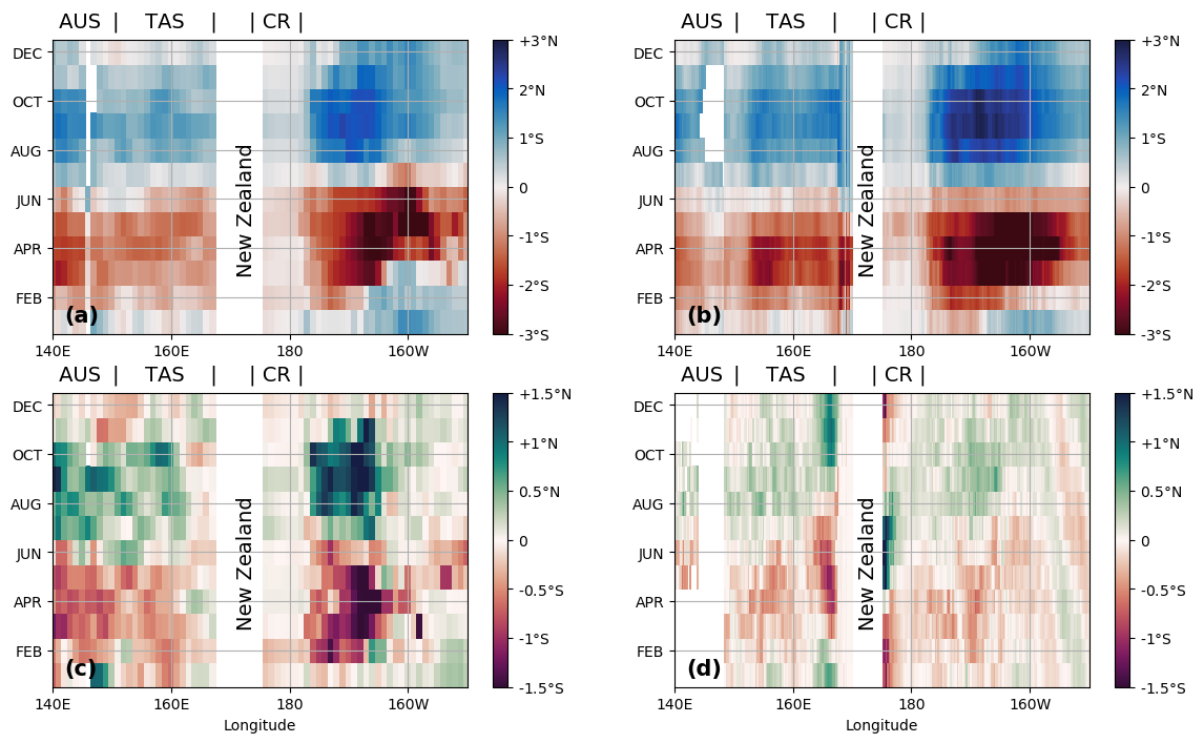 AUS | TAS | | CR |
DEC
OCT
AUG
JUN
APR
FEB
New Zealand
(a)
140E 160E 180 160W
+3°N
2°N
1°S
0
-1°S
-2°S
-3°S
AUS | TAS | | CR |
DEC
OCT
AUG
JUN
APR
FEB
New Zealand
(b)
140E 160E 180 160W
+3°N
2°N
1°S
0
-1°S
-2°S
-3°S
AUS | TAS | | CR |
DEC
OCT
AUG
JUN
APR
FEB
New Zealand
(c)
140E 160E 180 160W
Longitude
+1.5°N
+1°N
0.5°N
0
-0.5°S
-1°S
-1.5°S
AUS | TAS | | CR |
DEC
OCT
AUG
JUN
APR
FEB
New Zealand
(d)
140E 160E 180 160W
Longitude
+1.5°N
+1°N
0.5°N
0
-0.5°S
-1°S
-1.5°S